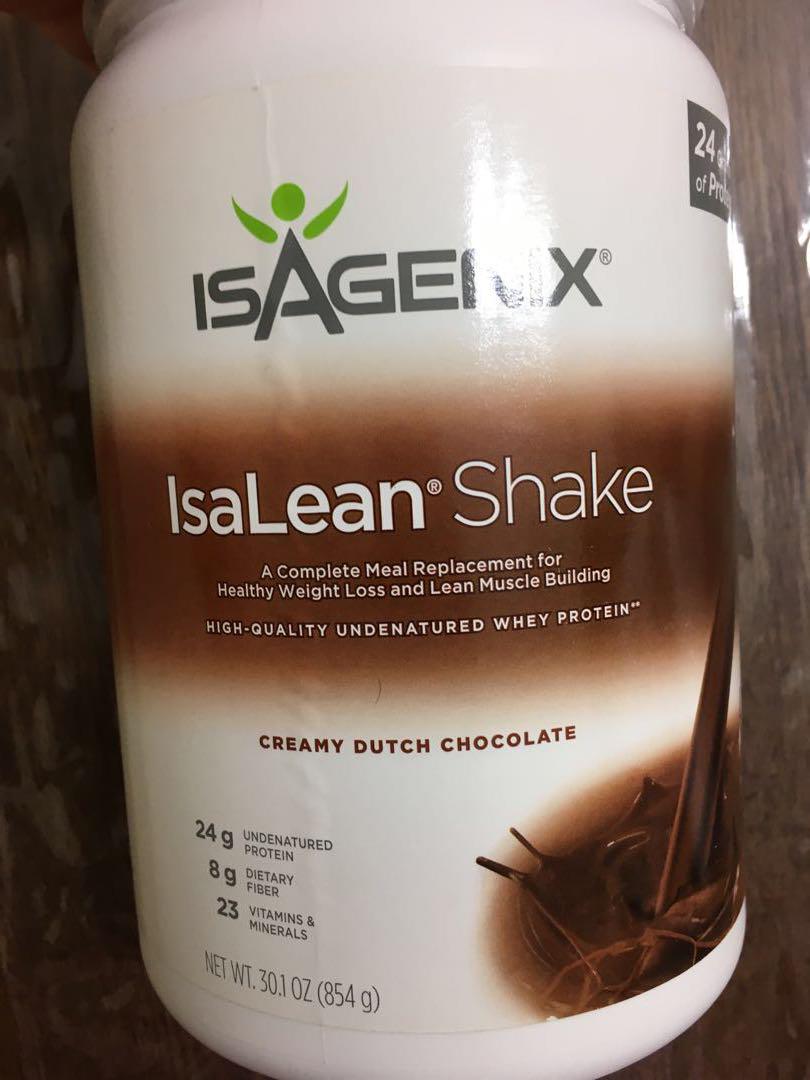 24 G
of Pro
ISAGENIX®
IsaLean® Shake
A Complete Meal Replacement for
Healthy Weight Loss and Lean Muscle Building
HIGH-QUALITY UNDENATURED WHEY PROTEIN**
CREAMY DUTCH CHOCOLATE
24 g UNDENATURED
PROTEIN
8 g DIETARY
FIBER
23 VITAMINS &
MINERALS
NET WT. 30.1 OZ (854 g)